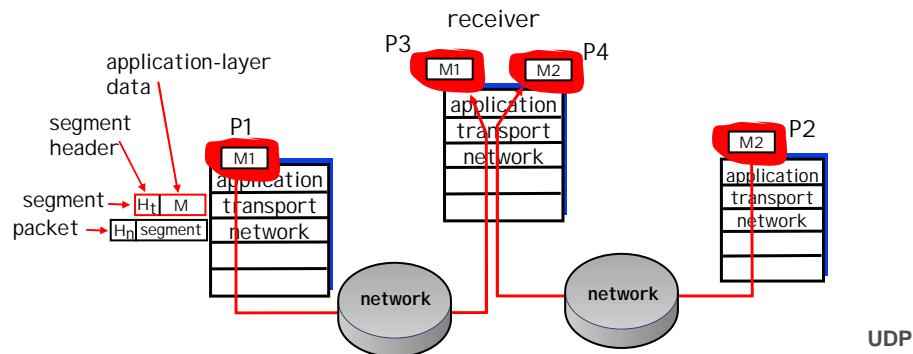 receiver
P3
P4
M1
M2
application-layer
data
segment
header
P1
M1
application
transport
network
P2
M2
application
transport
network
segment
Ht M
packet
Hn segment
application
transport
network
network
network
UDP